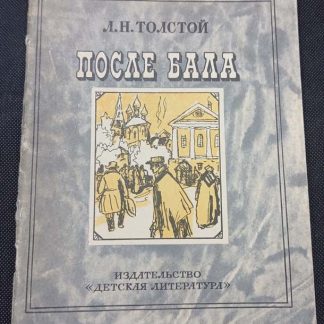 Л.Н.ТОЛСТОЙ
ПОСЛЕ БАЛА
ИЗДАТЕЛЬСТВО
«ДЕТСКАЯ ЛИТЕРАТУРА»